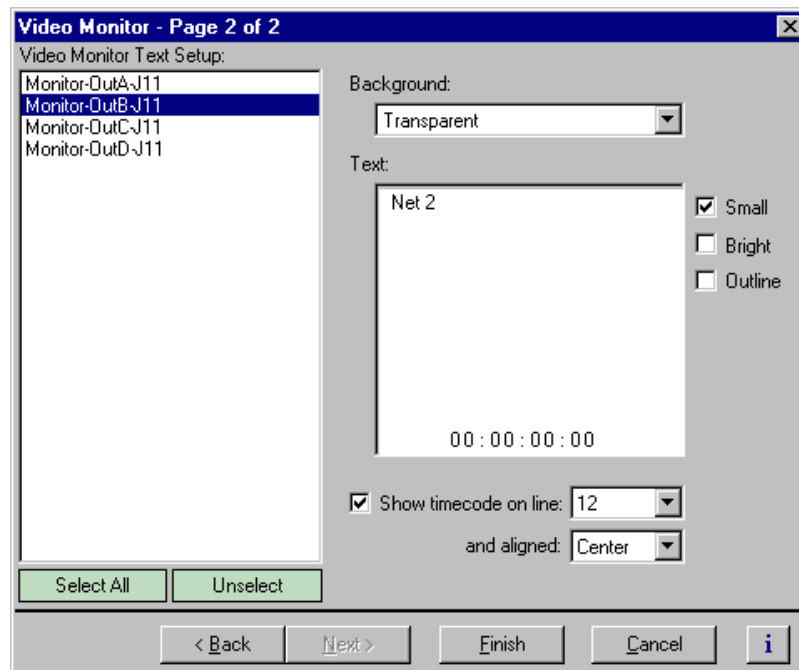 Video Monitor - Page 2 of 2
Video Monitor Text Setup:
Monitor-OutA-J11
Monitor-OutB-J11
Monitor-OutC-J11
Monitor-OutD-J11
Select All
Unselect
Background:
Transparent
Text:
Net 2
00:00:00:00
Small
Bright
Outline
Show timecode on line: 12
and aligned: Center
< Back
Next >
Finish
Cancel
i